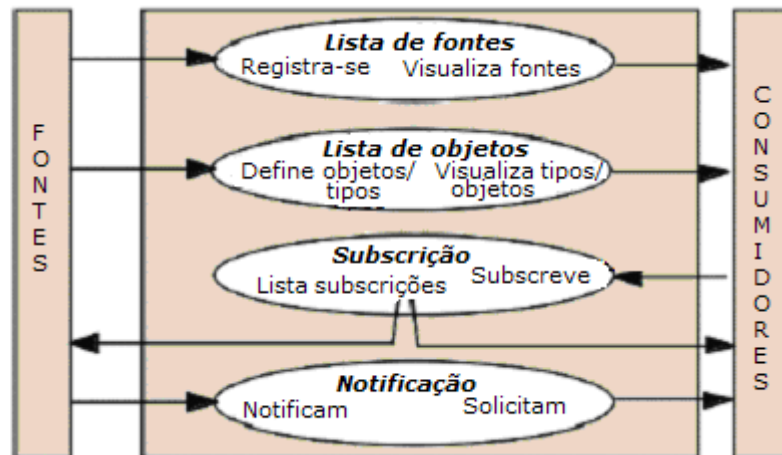 FONTES
Lista de fontes
Registra-se Visualiza fontes
Lista de objetos
Define objetos/ Visualiza tipos/
tipos objetos
Subscrição
Lista subscrições Subscreve
Notificação
Notificam Solicitam
CONSUMIDORES